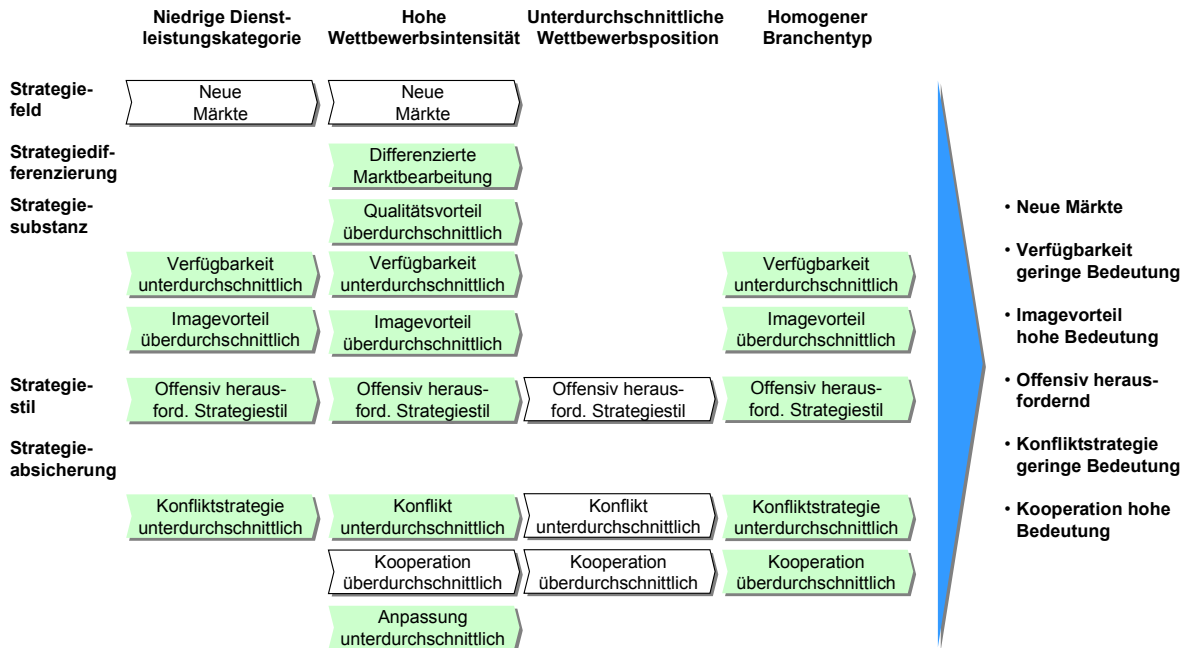 Niedrige Dienst-
leistungskategorie
Hohe
Wettbewerbsintensität
Unterdurchschnittliche
Wettbewerbsposition
Homogener
Branchentyp
Strategie-
feld
Neue
Märkte
Neue
Märkte
Strategiedif-
ferenzierung
Differenzierte
Marktbearbeitung
Strategie-
substanz
Qualitätsvorteil
überdurchschnittlich
Verfügbarkeit
unterdurchschnittlich
Verfügbarkeit
unterdurchschnittlich
Verfügbarkeit
unterdurchschnittlich
Imagevorteil
überdurchschnittlich
Imagevorteil
überdurchschnittlich
Imagevorteil
überdurchschnittlich
Strategie-
stil
Offensiv heraus-
ford. Strategiestil
Offensiv heraus-
ford. Strategiestil
Offensiv heraus-
ford. Strategiestil
Offensiv heraus-
ford. Strategiestil
Strategie-
absicherung
Konfliktstrategie
unterdurchschnittlich
Konflikt
unterdurchschnittlich
Konflikt
unterdurchschnittlich
Konfliktstrategie
unterdurchschnittlich
Kooperation
überdurchschnittlich
Kooperation
überdurchschnittlich
Kooperation
überdurchschnittlich
Anpassung
unterdurchschnittlich
• Neue Märkte
• Verfügbarkeit
geringe Bedeutung
• Imagevorteil
hohe Bedeutung
• Offensiv heraus-
fordernd
• Konfliktstrategie
geringe Bedeutung
• Kooperation hohe
Bedeutung